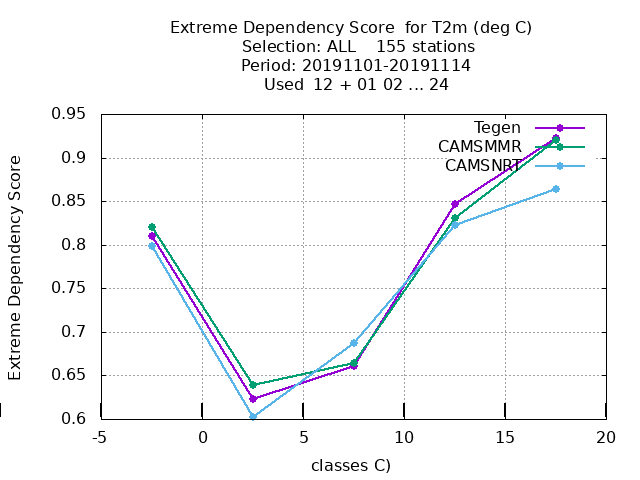 Extreme Dependency Score  for T2m (deg C)
Selection: ALL    155 stations
Period: 20191101-20191114
Used  12 + 01 02 ... 24
Extreme Dependency Score
0.95
0.9
0.85
0.8
0.75
0.7
0.65
0.6
Tegen
CAMSMMR
CAMSNRT
-5
0
5
10
15
20
classes C)